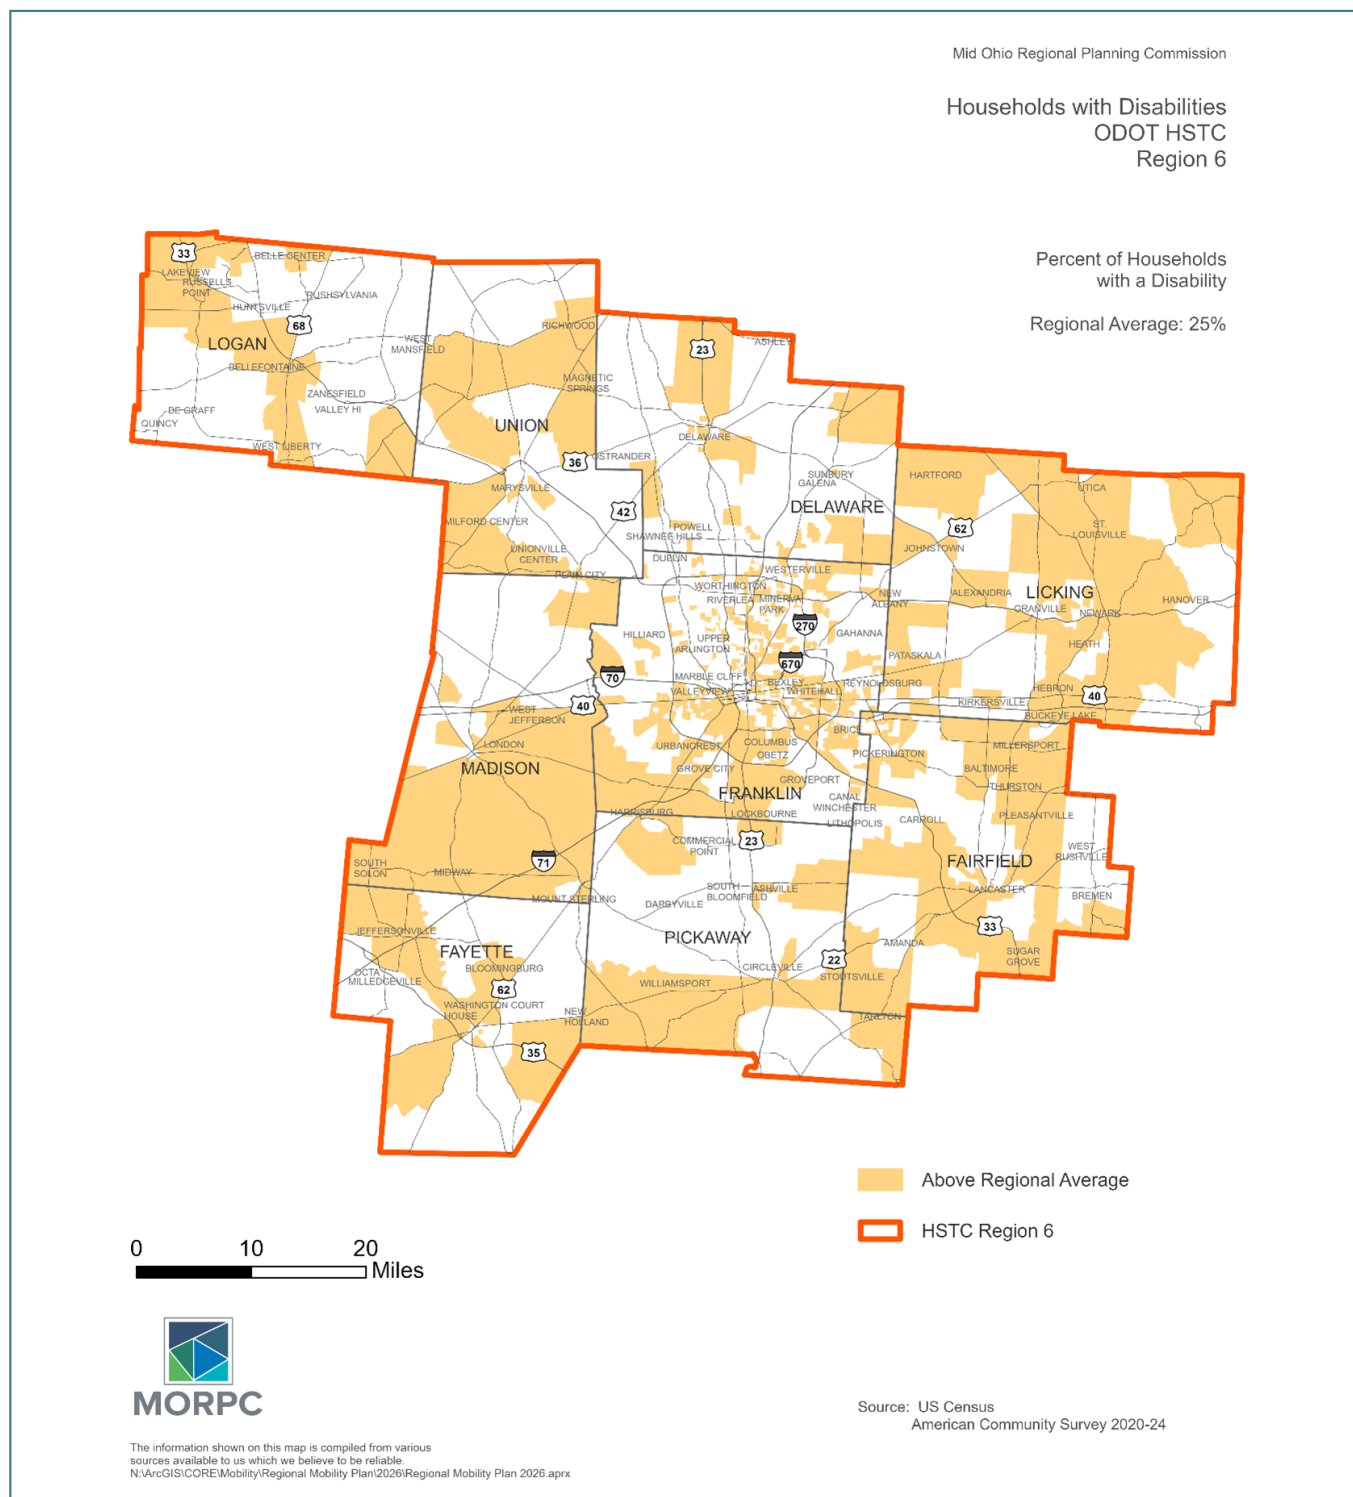 Mid Ohio Regional Planning Commission
Households with Disabilities
ODOT HSTC
Region 6
Percent of Households
with a Disability
Regional Average: 25%
33
BELLE CENTER
LAKEVIEW
RUSSELLS
POINT
RUSHSYLVANIA
HUNTSVILLE
68
LOGAN
WEST
MANSFIELD
BELLEFONTAINE
ZANESFIELD
VALLEY HI
DE GRAFF
QUINCY
WEST LIBERTY
RICHWOOD
MAGNETIC
SPRINGS
UNION
36
MARYSVILLE
MILFORD CENTER
UNIONVILLE
CENTER
PLAIN CITY
42
23
ASHLEY
DELAWARE
OSTRANDER
SUNBURY
GALENA
DELAWARE
POWELL
SHAWNEE HILLS
DUBLIN
WESTERVILLE
HARTFORD
UTICA
62
ST.
LOUISVILLE
JOHNSTOWN
ALEXANDRIA
LICKING
GRANVILLE
NEWARK
HANOVER
HEATH
PATASKALA
HEBRON
40
KIRKERSVILLE
BUCKEYE LAKE
WORTHINGTON
RIVERLEA
MINERVA
PARK
NEW
ALBANY
270
HILLIARD
UPPER
ARLINGTON
GAHANNA
670
70
MARBLE CLIFF
BEXLEY
REYNOLDSBURG
VALLEYVIEW
WHITEHALL
40
WEST
JEFFERSON
LONDON
MADISON
URBANCREST
COLUMBUS
OBETZ
BRICE
PICKERINGTON
GROVE CITY
GROVEPORT
FRANKLIN
CANAL
WINCHESTER
HARRISBURG
LOCKBOURNE
LITHOPOLIS
MILLERSPORT
BALTIMORE
THURSTON
CARROLL
PLEASANTVILLE
WEST
RUSHVILLE
FAIRFIELD
LANCASTER
BREMEN
33
AMANDA
SUGAR
GROVE
COMMERCIAL
POINT
23
71
SOUTH
SOLON
MIDWAY
MOUNT STERLING
SOUTH
BLOOMFIELD
ASHVILLE
DARBYVILLE
PICKAWAY
JEFFERSONVILLE
FAYETTE
BLOOMINGBURG
OCTA
MILLEDGEVILLE
62
WASHINGTON COURT
HOUSE
NEW
HOLLAND
35
WILLIAMSPORT
CIRCLEVILLE
22
STOUTSVILLE
TARLTON
Above Regional Average
HSTC Region 6
0 10 20
Miles
MORPC
Source: US Census
American Community Survey 2020-24
The information shown on this map is compiled from various
sources available to us which we believe to be reliable.
N:\ArcGIS\CORE\Mobility\Regional Mobility Plan\2026\Regional Mobility Plan 2026.aprx